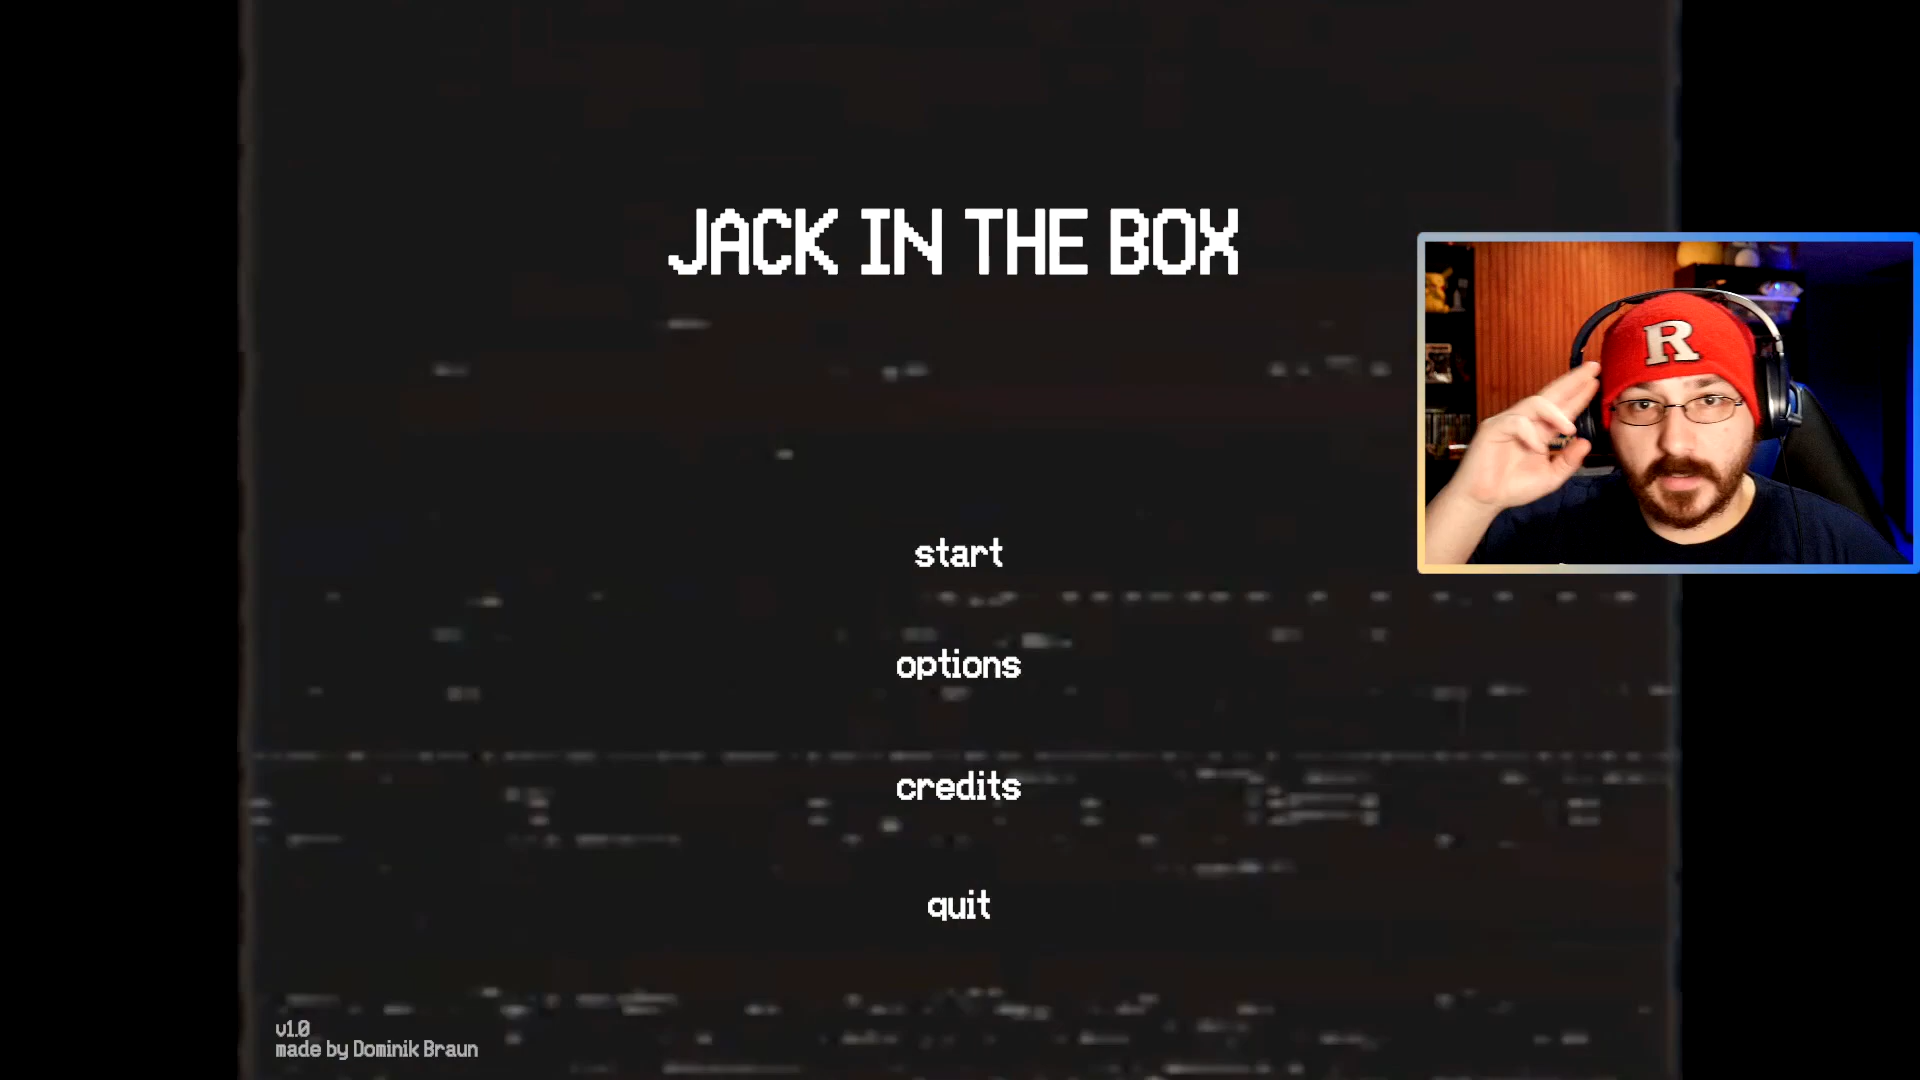 JACK IN THE BOX
R
start
options
credits
quit
v1.0
made by Dominik Braun